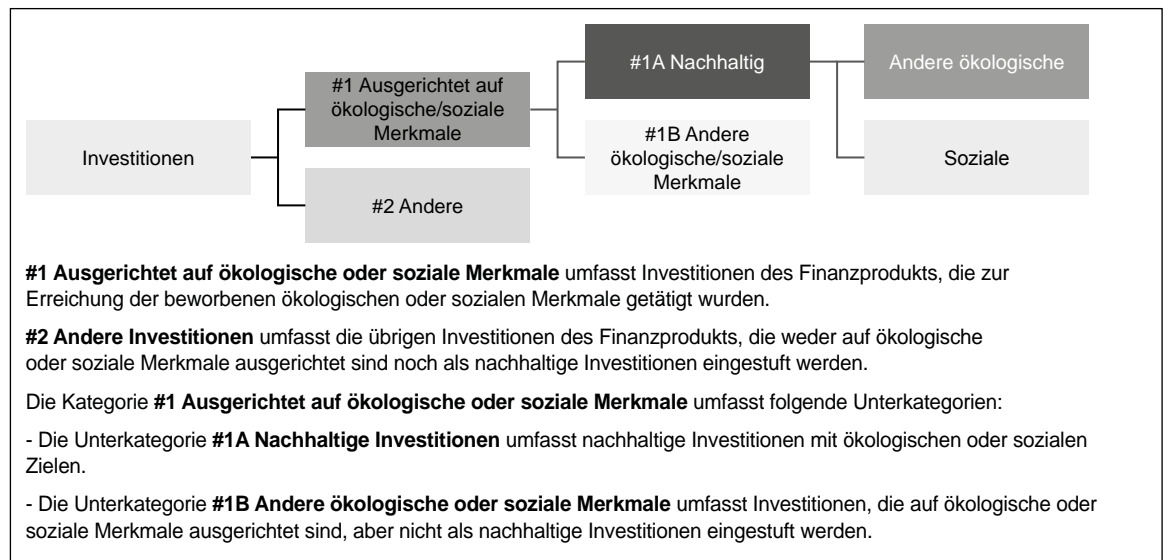 #1A Nachhaltig
Andere ökologische
#1 Ausgerichtet auf
ökologische/soziale
Merkmale
Investitionen
#1B Andere
ökologische/soziale
Merkmale
Soziale
#2 Andere
#1 Ausgerichtet auf ökologische oder soziale Merkmale umfasst Investitionen des Finanzprodukts, die zur
Erreichung der beworbenen ökologischen oder sozialen Merkmale getätigt wurden.
#2 Andere Investitionen umfasst die übrigen Investitionen des Finanzprodukts, die weder auf ökologische
oder soziale Merkmale ausgerichtet sind noch als nachhaltige Investitionen eingestuft werden.
Die Kategorie #1 Ausgerichtet auf ökologische oder soziale Merkmale umfasst folgende Unterkategorien:
- Die Unterkategorie #1A Nachhaltige Investitionen umfasst nachhaltige Investitionen mit ökologischen oder sozialen
Zielen.
- Die Unterkategorie #1B Andere ökologische oder soziale Merkmale umfasst Investitionen, die auf ökologische oder
soziale Merkmale ausgerichtet sind, aber nicht als nachhaltige Investitionen eingestuft werden.